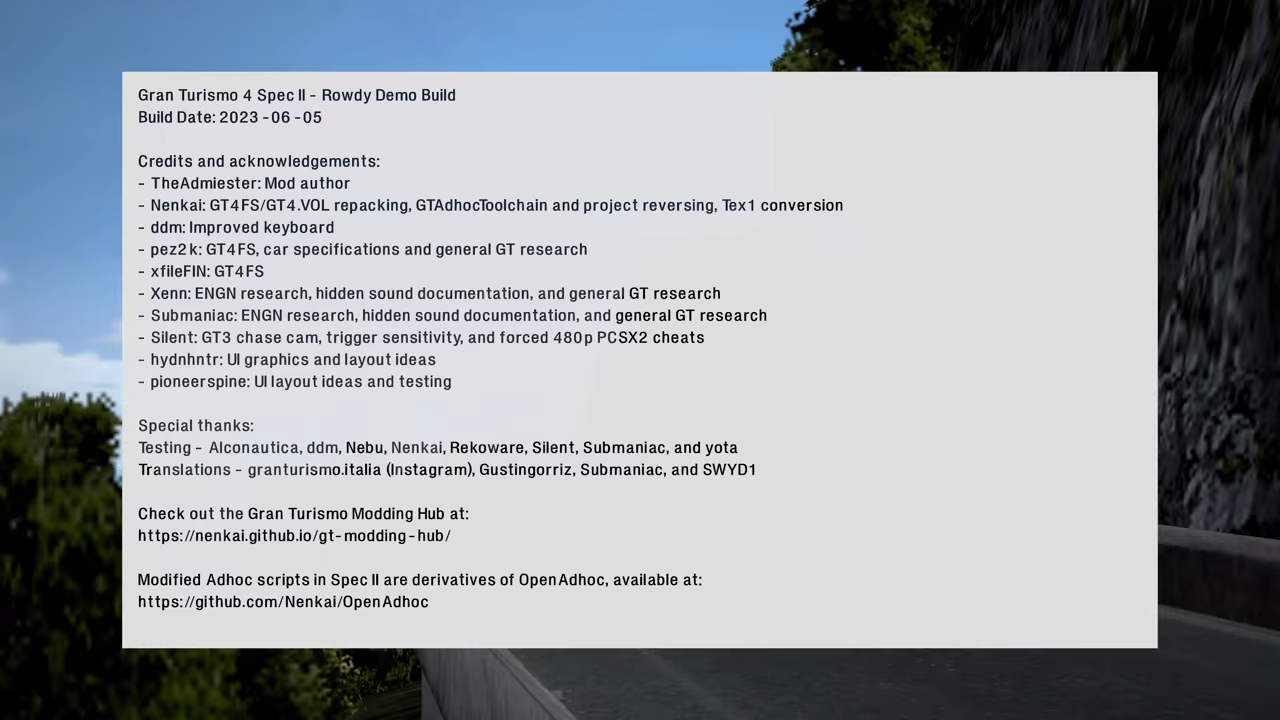 Gran Turismo 4 Spec II - Rowdy Demo Build
Build Date: 2023-06-05
Credits and acknowledgements:
- TheAdmiester: Mod author
- Nenkai: GT4FS/GT4.VOL repacking, GTAdhocToolchain and project reversing, Tex1 conversion
- ddm: Improved keyboard
- pez2k: GT4FS, car specifications and general GT research
- xfileFIN: GT4FS
- Xenn: ENGN research, hidden sound documentation, and general GT research
- Submaniac: ENGN research, hidden sound documentation, and general GT research
- Silent: GT3 chase cam, trigger sensitivity, and forced 480p PCSX2 cheats
- hydnhntr: UI graphics and layout ideas
- pioneerspine: UI layout ideas and testing
Special thanks:
Testing - Alconautica, ddm, Nebu, Nenkai, Rekoware, Silent, Submaniac, and yota
Translations - granturismo.italia (Instagram), Gustingorriz, Submaniac, and SWYD1
Check out the Gran Turismo Modding Hub at:
https://nenkai.github.io/gt-modding-hub/
Modified Adhoc scripts in Spec II are derivatives of OpenAdhoc, available at:
https://github.com/Nenkai/OpenAdhoc